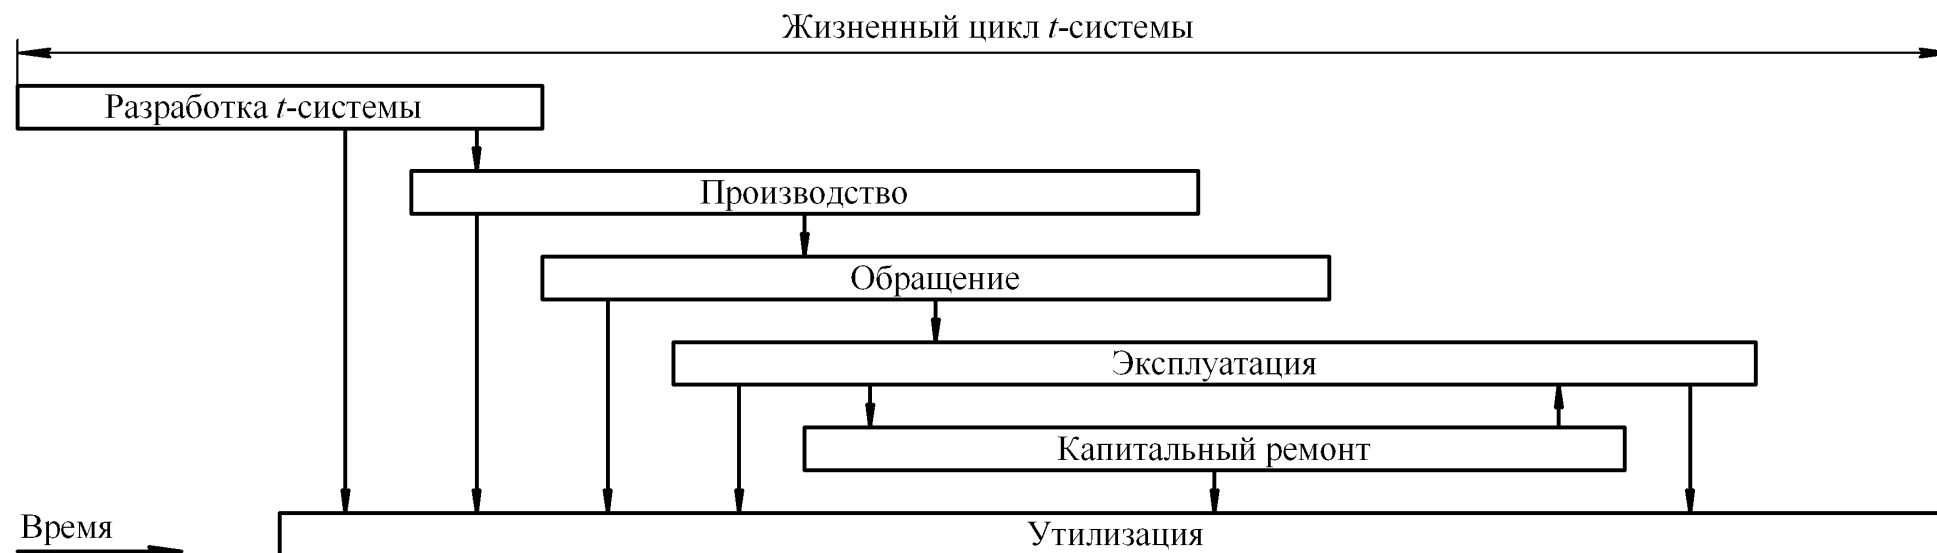 Жизненный цикл t-системы
Разработка t-системы
Производство
Обращение
Эксплуатация
Капитальный ремонт
Время
Утилизация